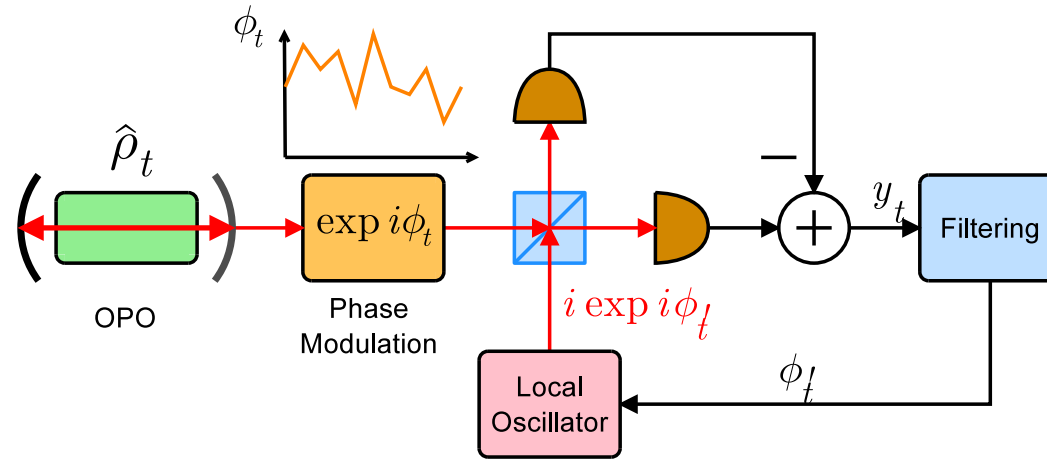 ϕ_t
ρ̂_t
exp iϕ_t
y_t
Filtering
OPO
Phase
Modulation
i exp iϕ_t′
Local
Oscillator
ϕ_t′
−
+